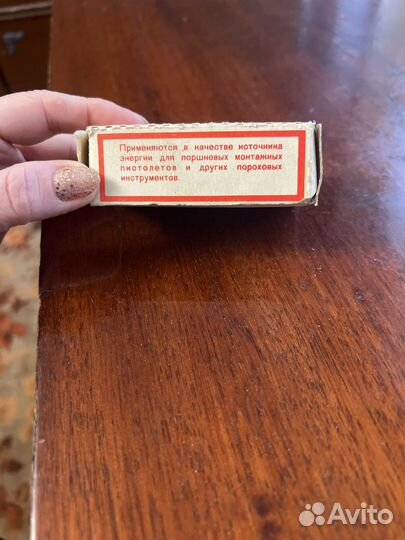 Применяются в качестве источника
энергии для поршневых монтажных
пистолетов и других пороховых
инструментов.
Avito